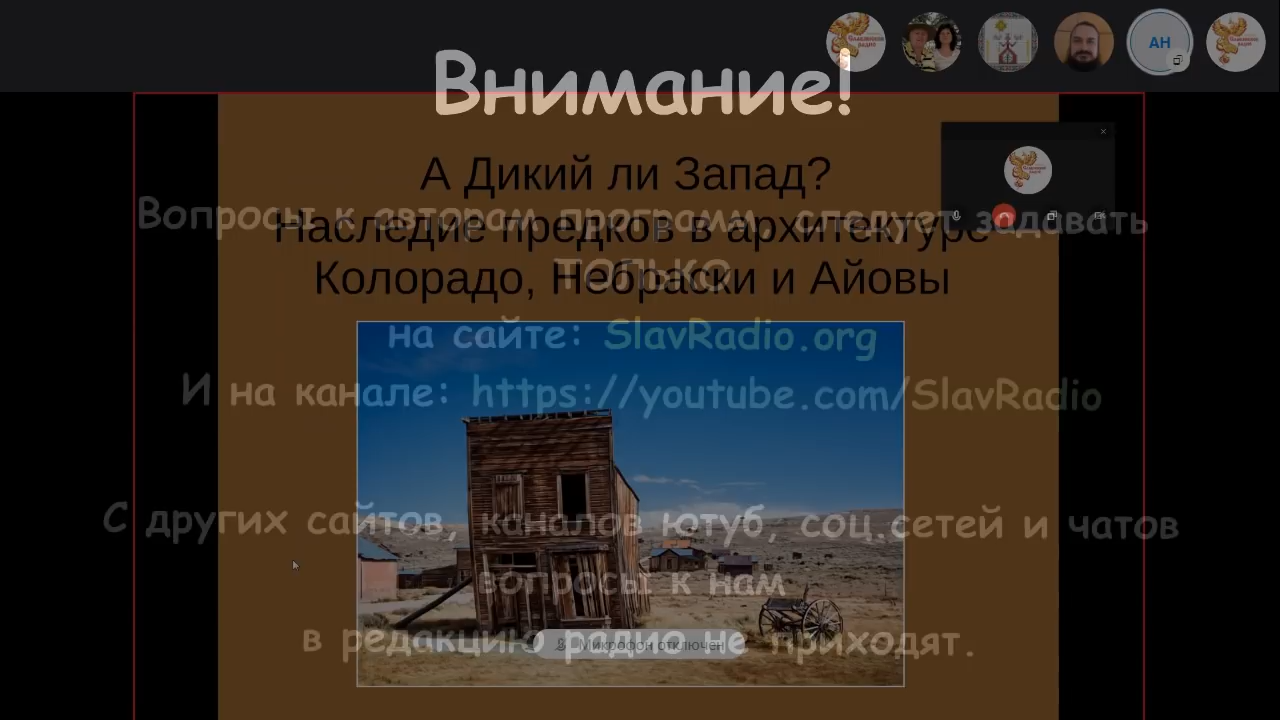 АН
Внимание!
А Дикий ли Запад?
Вопросы к авторам программ, следует задавать
Наследие предков в архитектуре
только
Колорадо, Небраски и Айовы
на сайте: SlavRadio.org
И на канале: https://youtube.com/SlavRadio
С других сайтов, каналов ютуб, соц.сетей и чатов
вопросы к нам
в редакцию радио не приходят.
Микрофон отключен